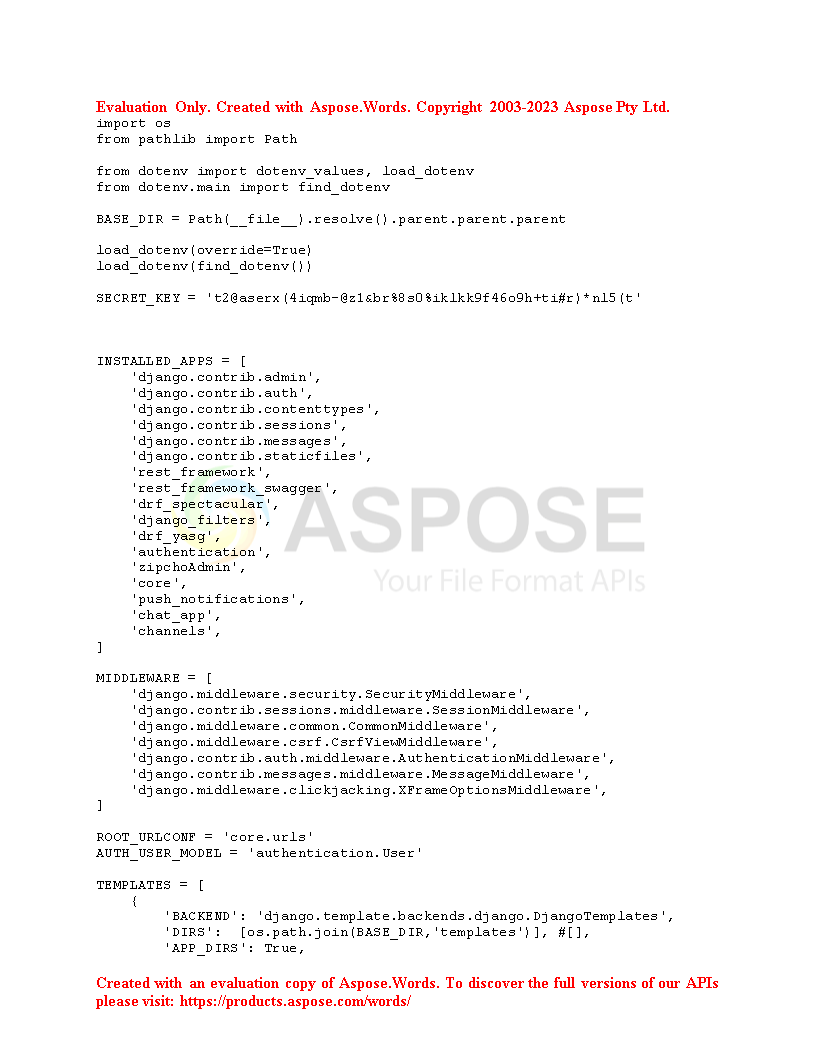 Evaluation Only. Created with Aspose.Words. Copyright 2003-2023 Aspose Pty Ltd.
import os
from pathlib import Path

from dotenv import dotenv_values, load_dotenv
from dotenv.main import find_dotenv

BASE_DIR = Path(__file__).resolve().parent.parent.parent

load_dotenv(override=True)
load_dotenv(find_dotenv())

SECRET_KEY = 't2@aserx(4iqmb-@z1&br%8s0%iklkk9f46o9h+ti#r)*nl5(t'

INSTALLED_APPS = [
    'django.contrib.admin',
    'django.contrib.auth',
    'django.contrib.contenttypes',
    'django.contrib.sessions',
    'django.contrib.messages',
    'django.contrib.staticfiles',
    'rest_framework',
    'rest_framework_swagger',
    'drf_spectacular',
    'django_filters',
    'drf_yasg',
    'authentication',
    'zipchoAdmin',
    'core',
    'push_notifications',
    'chat_app',
    'channels',
]
ASPOSE
Your File Format APIs

MIDDLEWARE = [
    'django.middleware.security.SecurityMiddleware',
    'django.contrib.sessions.middleware.SessionMiddleware',
    'django.middleware.common.CommonMiddleware',
    'django.middleware.csrf.CsrfViewMiddleware',
    'django.contrib.auth.middleware.AuthenticationMiddleware',
    'django.contrib.messages.middleware.MessageMiddleware',
    'django.middleware.clickjacking.XFrameOptionsMiddleware',
]

ROOT_URLCONF = 'core.urls'
AUTH_USER_MODEL = 'authentication.User'

TEMPLATES = [
    {
        'BACKEND': 'django.template.backends.django.DjangoTemplates',
        'DIRS':  [os.path.join(BASE_DIR,'templates')], #[],
        'APP_DIRS': True,

Created with an evaluation copy of Aspose.Words. To discover the full versions of our APIs
please visit: https://products.aspose.com/words/